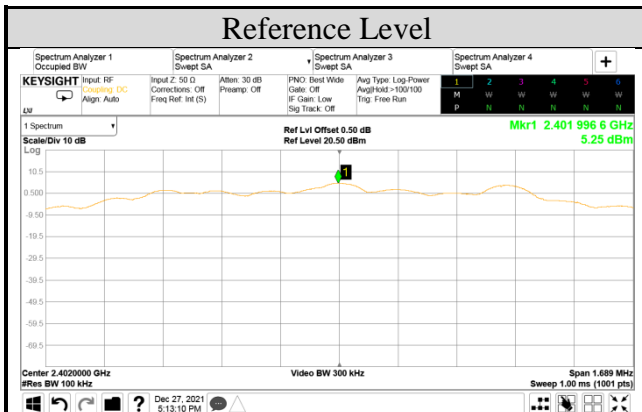 Reference Level
Spectrum Analyzer 1
Occupied BW
Spectrum Analyzer 2
Swept SA
Spectrum Analyzer 3
Swept SA
Spectrum Analyzer 4
Swept SA
KEYSIGHT
Input: RF
Coupling: DC
Align: Auto
Input Z: 50 Ω
Corrections: Off
Freq Ref: Int (S)
Atten: 30 dB
Preamp: Off
PNO: Best Wide
Gate: Off
IF Gain: Low
Sig Track: Off
Avg Type: Log-Power
Avg|Hold:>100/100
Trig: Free Run
1 2 3 4 5 6
M W W W W W
P N N N N N
1 Spectrum
Scale/Div 10 dB
Ref Lvl Offset 0.50 dB
Ref Level 20.50 dBm
Mkr1 2.401 996 6 GHz
5.25 dBm
Log
1
10.5
0.500
-9.50
-19.5
-29.5
-39.5
-49.5
-59.5
-69.5
Center 2.4020000 GHz
#Res BW 100 kHz
Video BW 300 kHz
Span 1.689 MHz
Sweep 1.00 ms (1001 pts)
Dec 27, 2021
5:13:10 PM